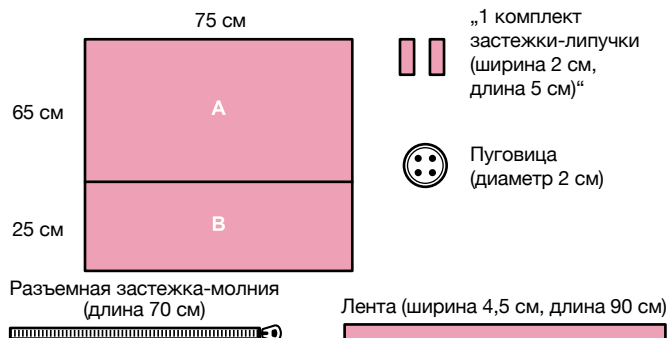 75 см
„1 комплект
застежки-липучки
(ширина 2 см,
длина 5 см)“
65 см
A
Пуговица
(диаметр 2 см)
25 см
B
Разъемная застежка-молния
(длина 70 см)
Лента (ширина 4,5 см, длина 90 см)